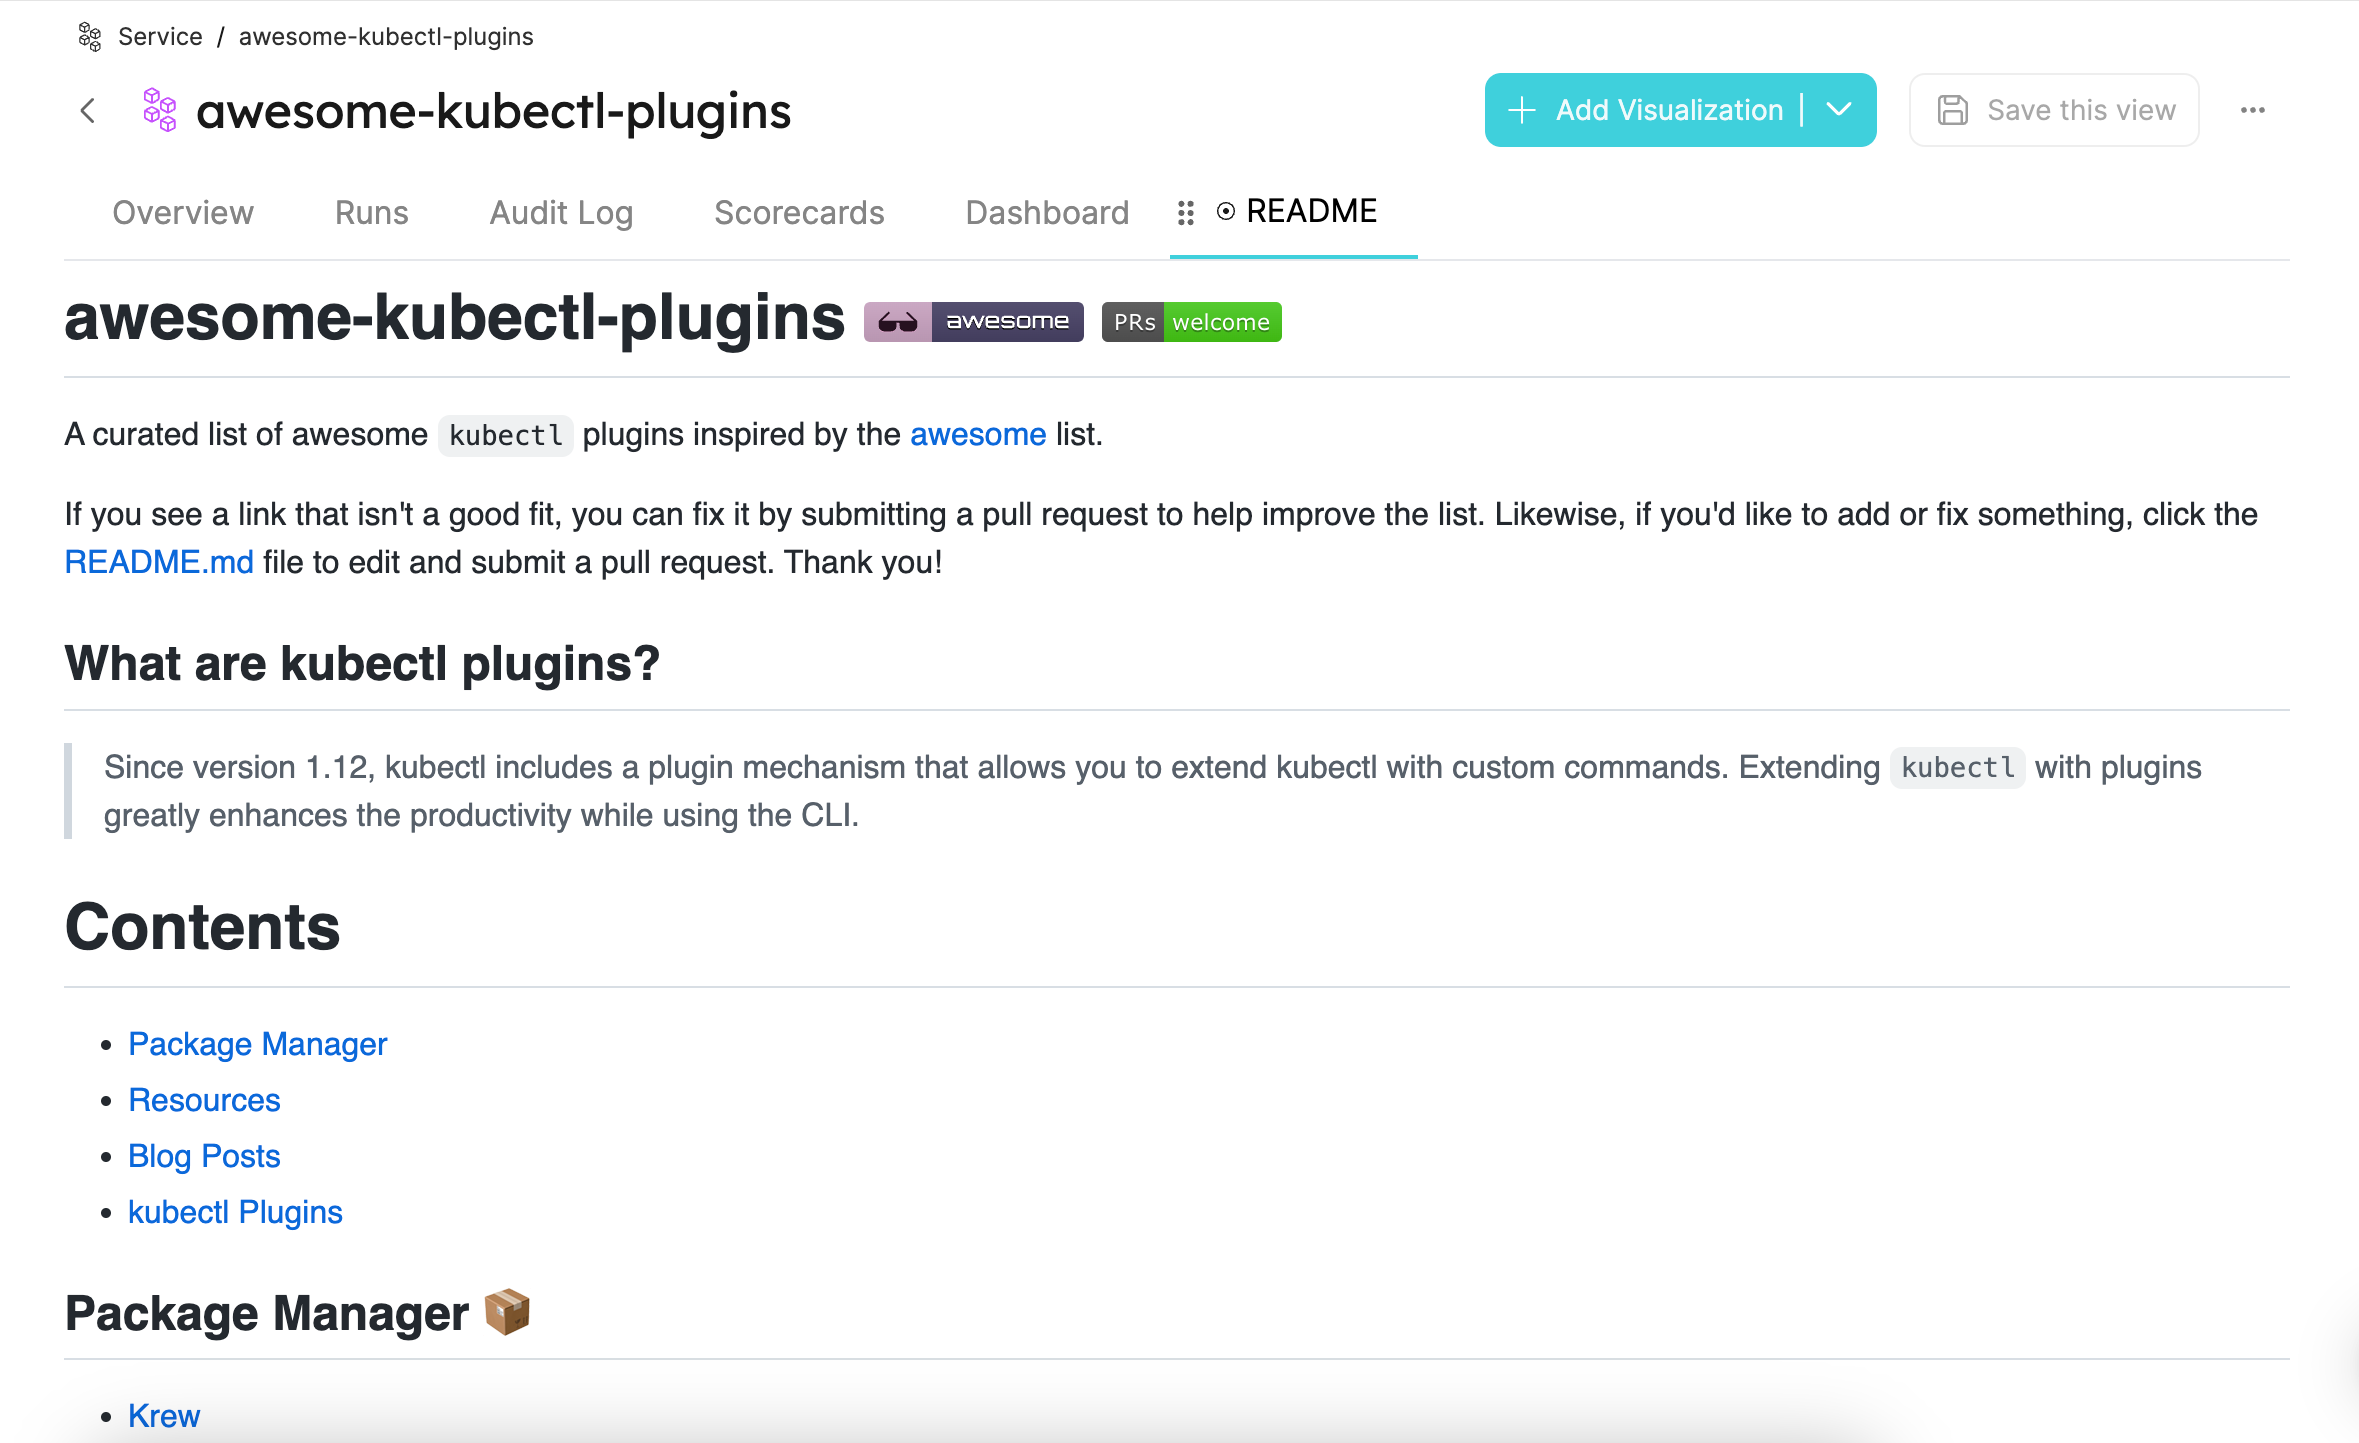 Service / awesome-kubectl-plugins
awesome-kubectl-plugins
Add Visualization
Save this view
Overview Runs Audit Log Scorecards Dashboard README
awesome-kubectl-plugins awesome PRs welcome
A curated list of awesome kubectl plugins inspired by the awesome list.
If you see a link that isn't a good fit, you can fix it by submitting a pull request to help improve the list. Likewise, if you'd like to add or fix something, click the
README.md file to edit and submit a pull request. Thank you!
What are kubectl plugins?
Since version 1.12, kubectl includes a plugin mechanism that allows you to extend kubectl with custom commands. Extending kubectl with plugins
greatly enhances the productivity while using the CLI.
Contents
• Package Manager
• Resources
• Blog Posts
• kubectl Plugins
Package Manager 📦
• Krew